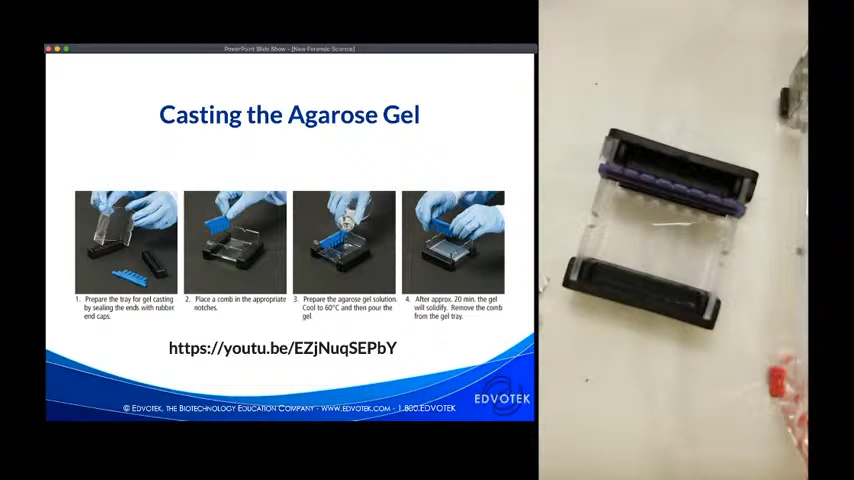 PowerPoint Slide Show - [New Forensic Science]
Casting the Agarose Gel
1. Prepare the tray for gel casting
by sealing the ends with rubber
end caps.
2. Place a comb in the appropriate
notches.
3. Prepare the agarose gel solution.
Cool to 60°C and then pour the
gel
4. After approx. 20 min. the gel
will solidify. Remove the comb
from the gel tray.
https://youtu.be/EZjNuqSEPbY
© EDVOTEK, THE BIOTECHNOLOGY EDUCATION COMPANY - WWW.EDVOTEK.COM - 1.800.EDVOTEK
EDVOTEK